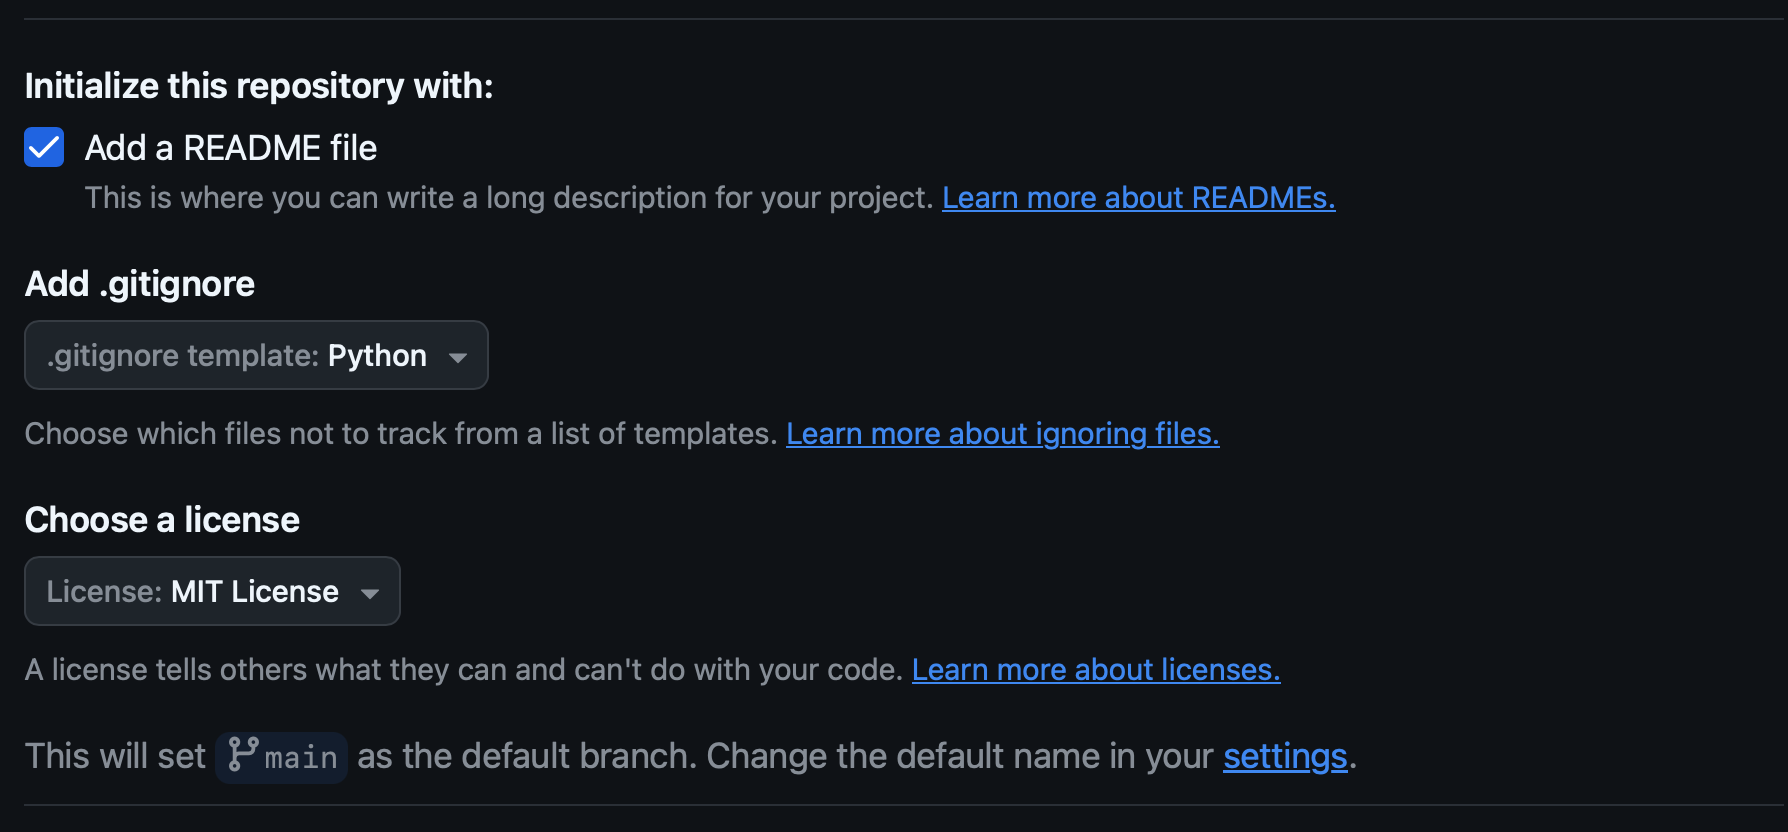 Initialize this repository with:
Add a README file
This is where you can write a long description for your project. Learn more about READMEs.
Add .gitignore
.gitignore template: Python
Choose which files not to track from a list of templates. Learn more about ignoring files.
Choose a license
License: MIT License
A license tells others what they can and can't do with your code. Learn more about licenses.
This will set main as the default branch. Change the default name in your settings.